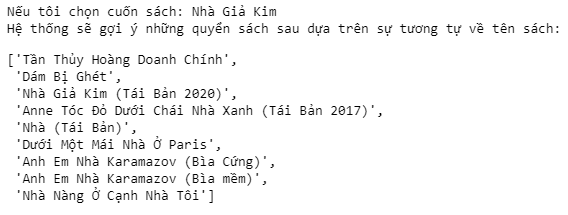 Nếu tôi chọn cuốn sách: Nhà Giả Kim
Hệ thống sẽ gợi ý những quyển sách sau dựa trên sự tương tự về tên sách:
['Tần Thủy Hoàng Doanh Chính',
'Dám Bị Ghét',
'Nhà Giả Kim (Tái Bản 2020)',
'Anne Tóc Đỏ Dưới Chái Nhà Xanh (Tái Bản 2017)',
'Nhà (Tái Bản)',
'Dưới Một Mái Nhà Ở Paris',
'Anh Em Nhà Karamazov (Bìa Cứng)',
'Anh Em Nhà Karamazov (Bìa mềm)',
'Nhà Nàng Ở Cạnh Nhà Tôi']